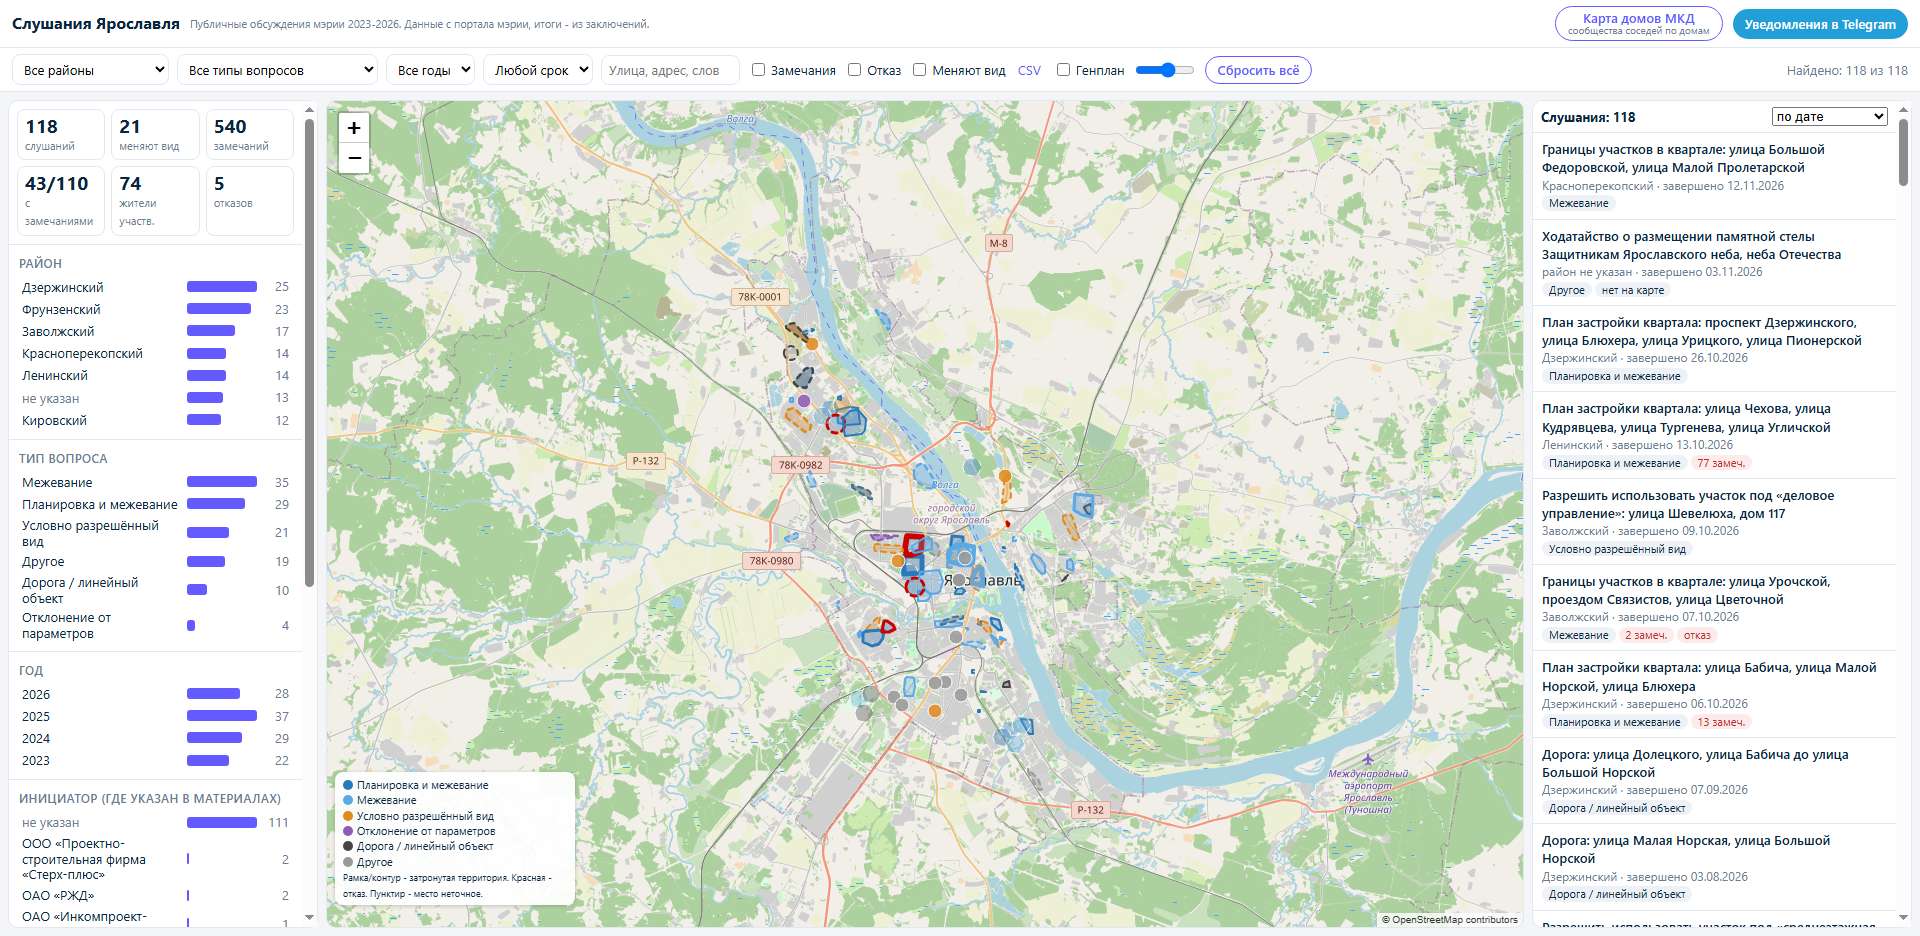 Слушания Ярославля
Публичные обсуждения мэрии 2023-2026. Данные с портала мэрии, итоги - из заключений.
Карта домов МКД
сообщества соседей по домам
Уведомления в Telegram
Все районы
Все типы вопросов
Все годы
Любой срок
Улица, адрес, слов
Замечания
Отказ
Меняют вид
CSV
Генплан
Сбросить всё
Найдено: 118 из 118
118
слушаний
21
меняют вид
540
замечаний
43/110
с
замечаниями
74
жители
участв.
5
отказов
РАЙОН
Дзержинский 25
Фрунзенский 23
Заволжский 17
Красноперекопский 14
Ленинский 14
не указан 13
Кировский 12
ТИП ВОПРОСА
Межевание 35
Планировка и межевание 29
Условно разрешённый
вид 21
Другое 19
Дорога / линейный
объект 10
Отклонение от
параметров 4
ГОД
2026 28
2025 37
2024 29
2023 22
ИНИЦИАТОР (ГДЕ УКАЗАН В МАТЕРИАЛАХ)
не указан 111
ООО «Проектно-
строительная фирма
«Стерх-плюс» 2
ОАО «РЖД» 2
ОАО «Инкомпроект- 1
+
−
Волга
М-8
78К-0001
Р-132
78К-0982
Волга
городской
округ Ярославль
78К-0980
Ярославль
Международный
аэропорт
Ярославль
(Туношна)
Р-132
Планировка и межевание
Межевание
Условно разрешённый вид
Отклонение от параметров
Дорога / линейный объект
Другое
Рамка/контур - затронутая территория. Красная -
отказ. Пунктир - место неточное.
© OpenStreetMap contributors
Слушания: 118
по дате
Границы участков в квартале: улица Большой
Федоровской, улица Малой Пролетарской
Красноперекопский · завершено 12.11.2026
Межевание
Ходатайство о размещении памятной стелы
Защитникам Ярославского неба, неба Отечества
район не указан · завершено 03.11.2026
Другое нет на карте
План застройки квартала: проспект Дзержинского,
улица Блюхера, улица Урицкого, улица Пионерской
Дзержинский · завершено 26.10.2026
Планировка и межевание
План застройки квартала: улица Чехова, улица
Кудрявцева, улица Тургенева, улица Угличской
Ленинский · завершено 13.10.2026
Планировка и межевание 77 замеч.
Разрешить использовать участок под «деловое
управление»: улица Шевелюха, дом 117
Заволжский · завершено 09.10.2026
Условно разрешённый вид
Границы участков в квартале: улица Урочской,
проездом Связистов, улица Цветочной
Заволжский · завершено 07.10.2026
Межевание 2 замеч. отказ
План застройки квартала: улица Бабича, улица Малой
Норской, улица Блюхера
Дзержинский · завершено 06.10.2026
Планировка и межевание 13 замеч.
Дорога: улица Долецкого, улица Бабича до улица
Большой Норской
Дзержинский · завершено 07.09.2026
Дорога / линейный объект
Дорога: улица Малая Норская, улица Большой
Норской
Дзержинский · завершено 03.08.2026
Дорога / линейный объект